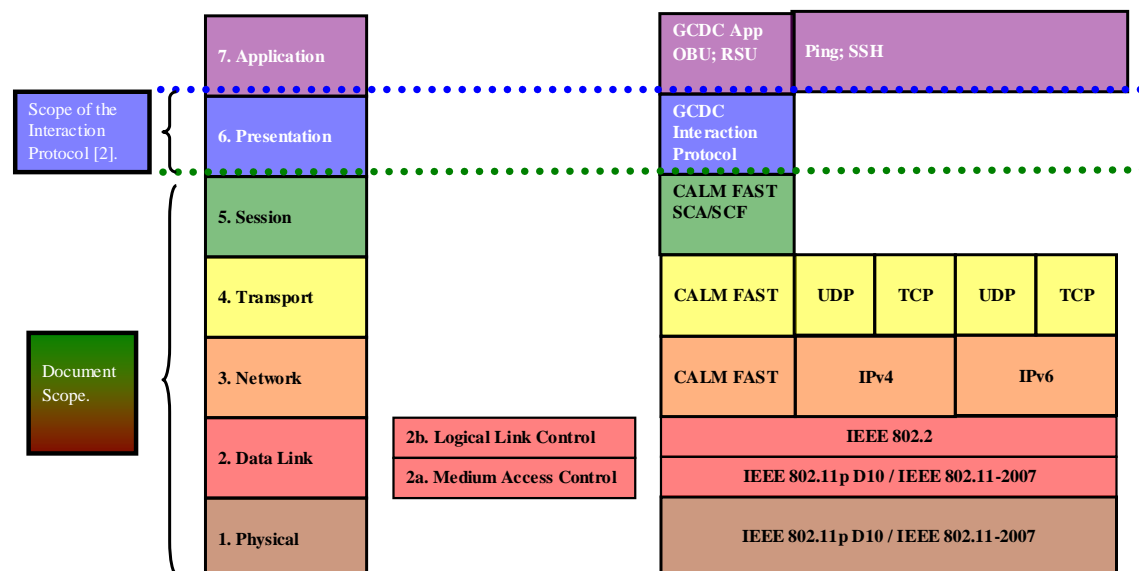 7. Application
GCDC App
OBU; RSU
Ping; SSH
Scope of the
Interaction
Protocol [2].
6. Presentation
GCDC
Interaction
Protocol
5. Session
CALM FAST
SCA/SCF
4. Transport
CALM FAST
UDP
TCP
UDP
TCP
Document
Scope.
3. Network
CALM FAST
IPv4
IPv6
2. Data Link
2b. Logical Link Control
IEEE 802.2
2a. Medium Access Control
IEEE 802.11p D10 / IEEE 802.11-2007
1. Physical
IEEE 802.11p D10 / IEEE 802.11-2007